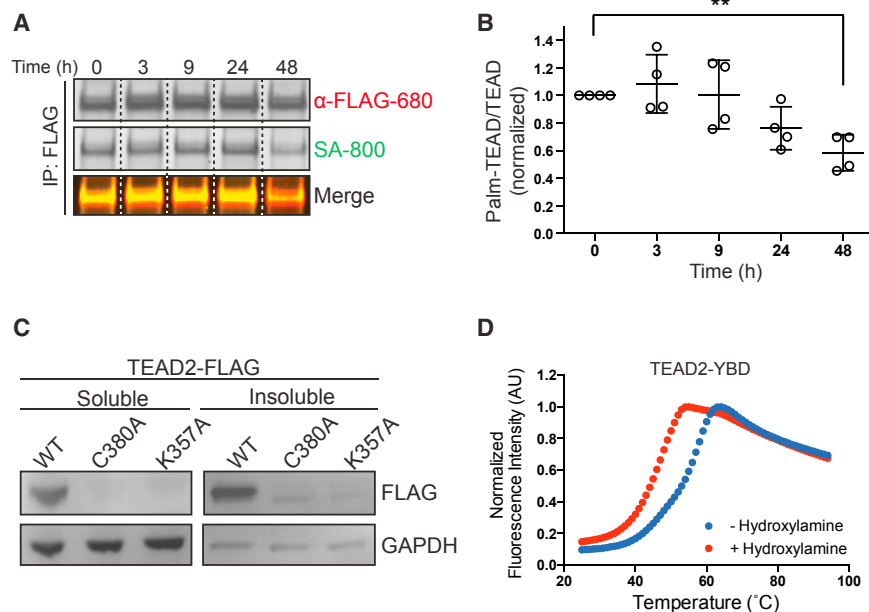 A
Time (h) 0 3 9 24 48
IP: FLAG
α-FLAG-680
SA-800
Merge
B
**
Palm-TEAD/TEAD
(normalized)
1.4
1.2
1.0
0.8
0.6
0.4
0.2
0.0
0 3 9 24 48
Time (h)
C
TEAD2-FLAG
Soluble Insoluble
WT C380A K357A WT C380A K357A
FLAG
GAPDH
D
TEAD2-YBD
Normalized
Fluorescence Intensity (AU)
1.2
1.0
0.8
0.6
0.4
0.2
0.0
- Hydroxylamine
+ Hydroxylamine
20 40 60 80 100
Temperature (˚C)